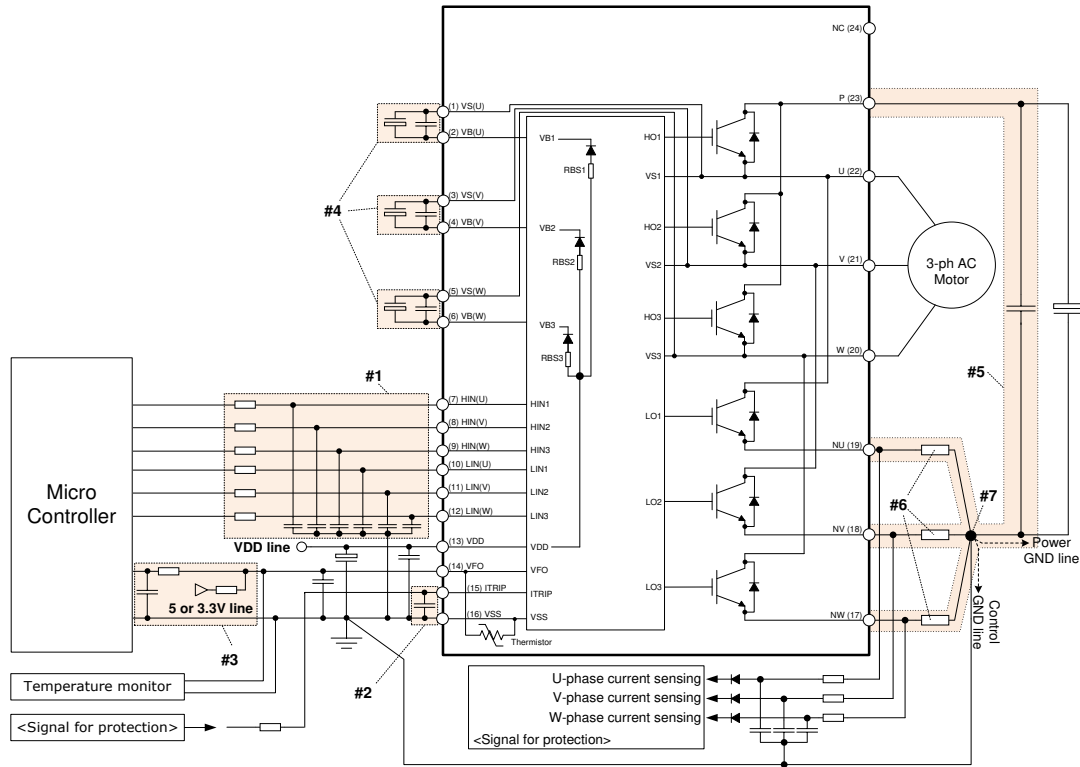 NC (24)
(1) VS(U)
P (23)
(2) VB(U)
VB1
HO1
RBS1
VS1
U (22)
(3) VS(V)
#4
(4) VB(V)
VB2
HO2
RBS2
VS2
V (21)
3-ph AC
Motor
(5) VS(W)
(6) VB(W)
VB3
HO3
RBS3
VS3
W (20)
#1
#5
(7) HIN(U)
HIN1
(8) HIN(V)
HIN2
(9) HIN(W)
HIN3
(10) LIN(U)
LIN1
(11) LIN(V)
LIN2
(12) LIN(W)
LIN3
LO1
NU (19)
Micro
Controller
VDD line
(13) VDD
VDD
LO2
#6
#7
NV (18)
Power
GND line
(14) VFO
VFO
(15) ITRIP
ITRIP
5 or 3.3V line
(16) VSS
VSS
LO3
NW (17)
Control
GND line
Thermistor
#3
#2
Temperature monitor
<Signal for protection>
U-phase current sensing
V-phase current sensing
W-phase current sensing
<Signal for protection>